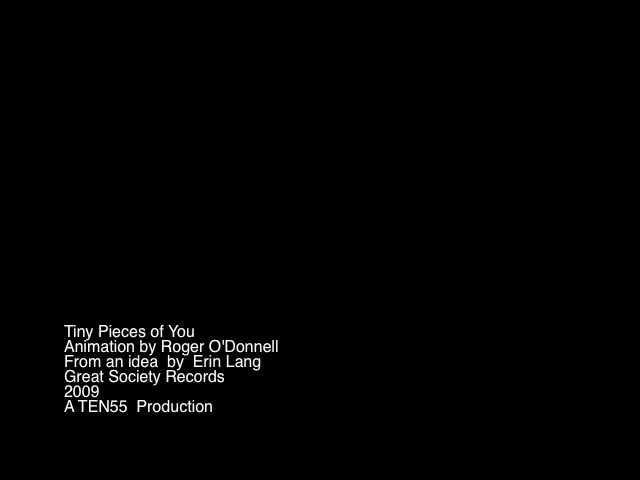 Tiny Pieces of You
Animation by Roger O'Donnell
From an idea  by  Erin Lang
Great Society Records
2009
A TEN55  Production